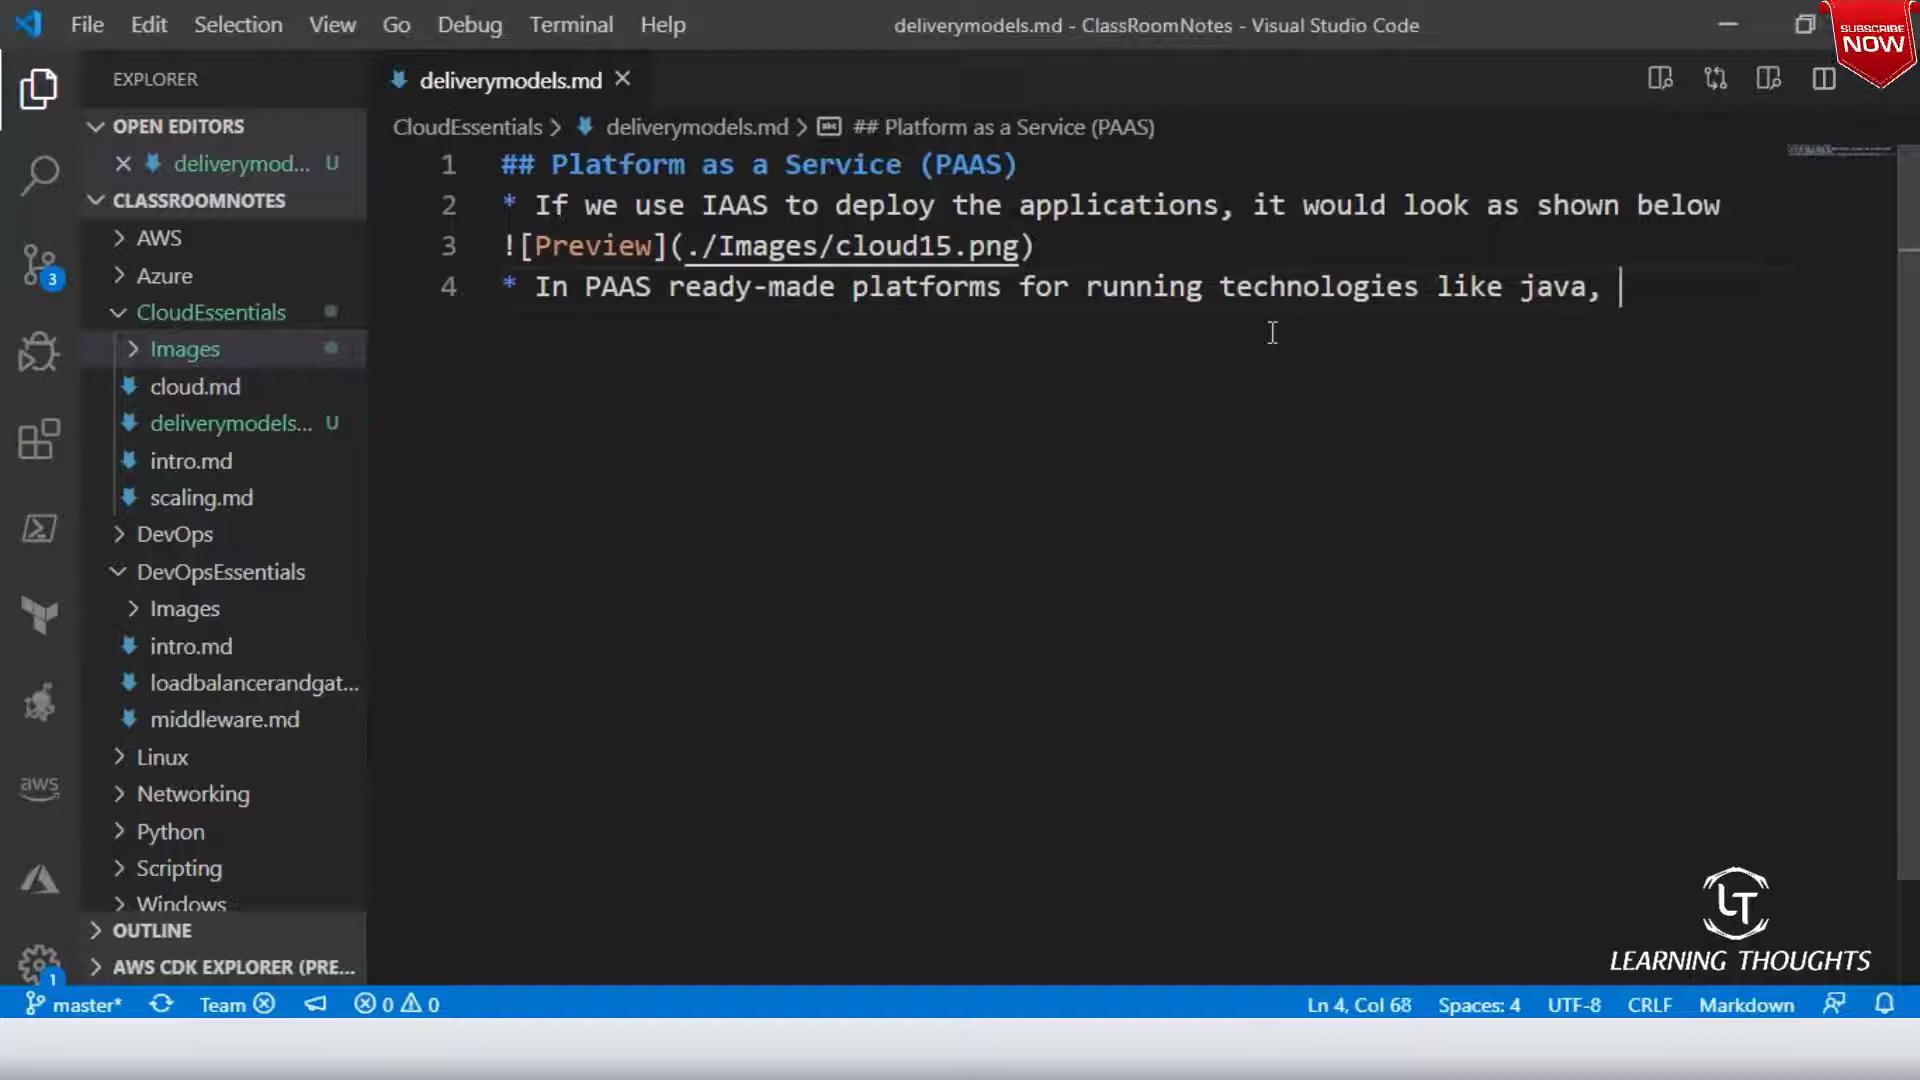 File Edit Selection View Go Debug Terminal Help
deliverymodels.md - ClassRoomNotes - Visual Studio Code
SUBSCRIBE
NOW
EXPLORER
OPEN EDITORS
deliverymod... U
CLASSROOMNOTES
AWS
Azure
CloudEssentials
Images
cloud.md
deliverymodels... U
intro.md
scaling.md
DevOps
DevOpsEssentials
Images
intro.md
loadbalancerandgat...
middleware.md
Linux
Networking
Python
Scripting
Windows
OUTLINE
AWS CDK EXPLORER (PRE...
3
aws
1
deliverymodels.md
CloudEssentials > deliverymodels.md > ## Platform as a Service (PAAS)
1 ## Platform as a Service (PAAS)
2 * If we use IAAS to deploy the applications, it would look as shown below
3 ![Preview](./Images/cloud15.png)
4 * In PAAS ready-made platforms for running technologies like java,
LT
LEARNING THOUGHTS
master* Team 0 0 Ln 4, Col 68 Spaces: 4 UTF-8 CRLF Markdown